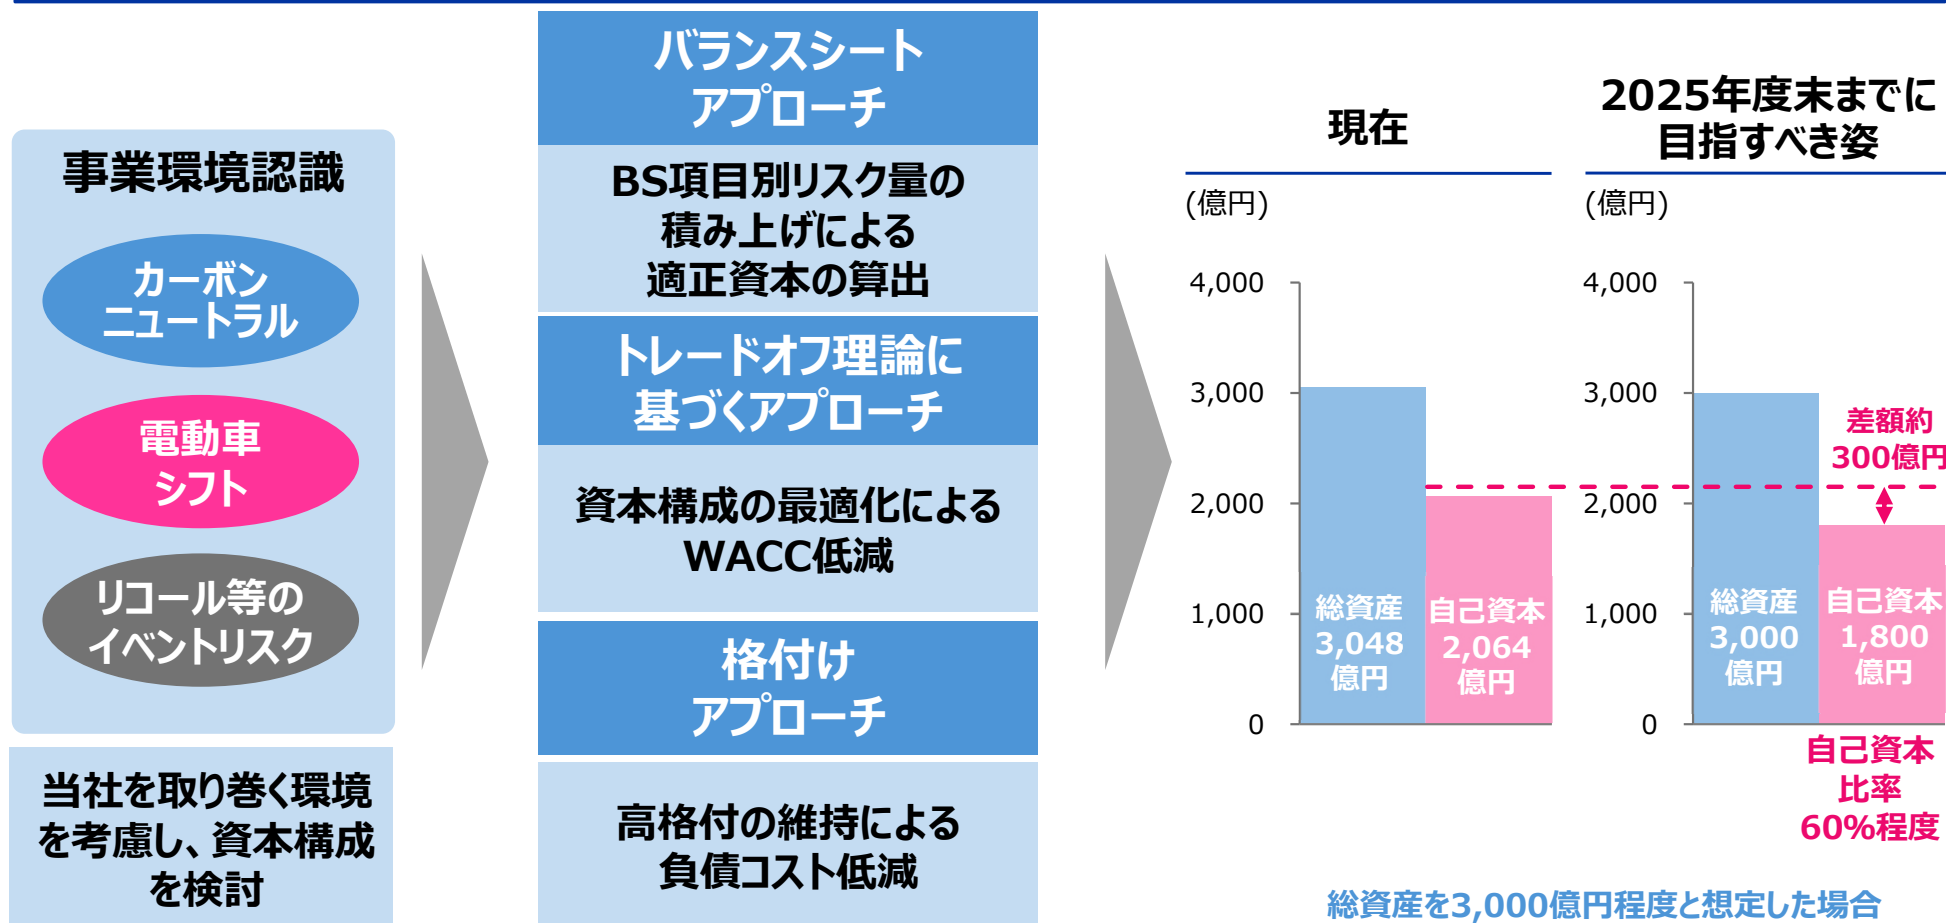 事業環境認識
カーボン
ニュートラル
電動車
シフト
リコール等の
イベントリスク
当社を取り巻く環境
を考慮し、資本構成
を検討
バランスシート
アプローチ
BS項目別リスク量の
積み上げによる
適正資本の算出
トレードオフ理論に
基づくアプローチ
資本構成の最適化による
WACC低減
格付け
アプローチ
高格付の維持による
負債コスト低減
現在
(億円)
4,000
3,000
2,000
1,000
0
総資産
3,048
億円
自己資本
2,064
億円
2025年度末までに
目指すべき姿
(億円)
4,000
3,000
2,000
1,000
0
差額約
300億円
総資産
3,000
億円
自己資本
1,800
億円
自己資本
比率
60%程度
総資産を3,000億円程度と想定した場合